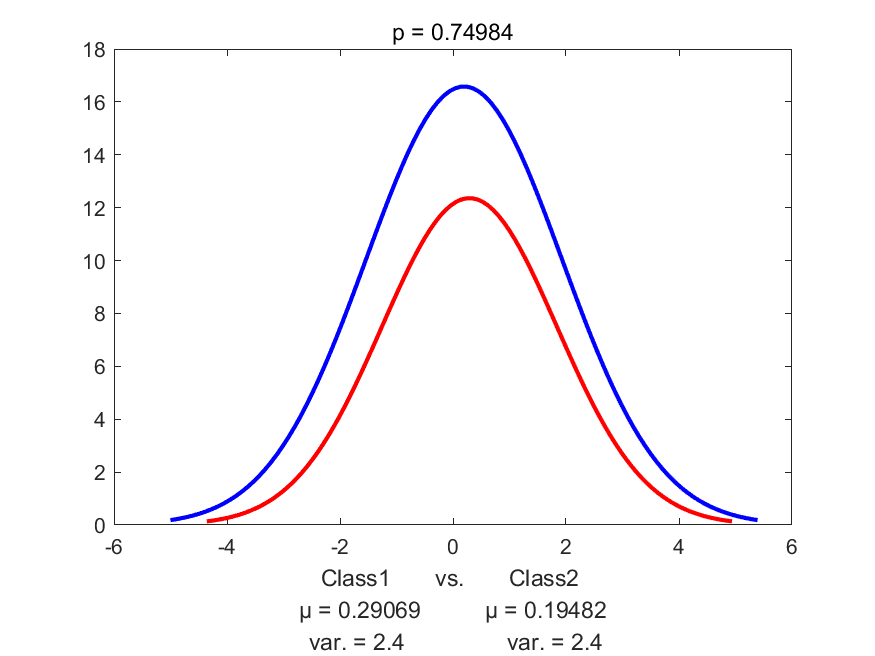 p = 0.74984
18
16
14
12
10
8
6
4
2
0
-6 -4 -2 0 2 4 6
Class1 vs. Class2
μ = 0.29069 μ = 0.19482
var. = 2.4 var. = 2.4